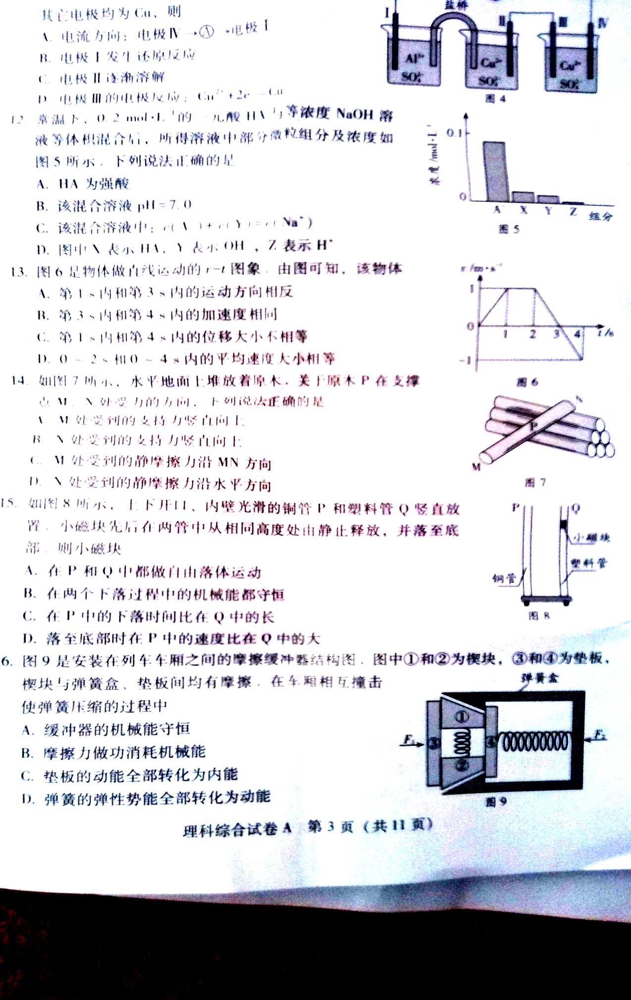 其它电极均为 Cu，则
A. 电流方向：电极Ⅳ→Ⓐ→电极Ⅰ
B. 电极Ⅰ发生还原反应
C. 电极Ⅱ逐渐溶解
D. 电极Ⅲ的电极反应：Cu²⁺+2e⁻=Cu
Ⅰ 盐桥 Ⅱ Ⅲ Ⅳ
Al³⁺ Cu²⁺ Cu²⁺
SO₄²⁻ SO₄²⁻ SO₄²⁻
图 4
12. 常温下，0.2 mol·L⁻¹的一元酸 HA 与等浓度 NaOH 溶
液等体积混合后，所得溶液中部分微粒组分及浓度如
图 5 所示．下列说法正确的是
A. HA 为强酸
B. 该混合溶液 pH=7.0
C. 该混合溶液中：c(A⁻)+c(Y)=c(Na⁺)
D. 图中 X 表示 HA，Y 表示 OH⁻，Z 表示 H⁺
浓度/mol·L⁻¹
0.1
0
A⁻ X Y Z 组分
图 5
13. 图 6 是物体做直线运动的 v-t 图象．由图可知，该物体
A. 第 1 s 内和第 3 s 内的运动方向相反
B. 第 3 s 内和第 4 s 内的加速度相同
C. 第 1 s 内和第 4 s 内的位移大小不相等
D. 0 ~ 2 s 和 0 ~ 4 s 内的平均速度大小相等
v/m·s⁻¹
1
0 1 2 3 4 t/s
-1
图 6
14. 如图 7 所示，水平地面上堆放着原木．关于原木 P 在支撑
点 M、N 处受力的方向，下列说法正确的是
A. M 处受到的支持力竖直向上
B. N 处受到的支持力竖直向上
C. M 处受到的静摩擦力沿 MN 方向
D. N 处受到的静摩擦力沿水平方向
N
P
M
图 7
15. 如图 8 所示，上下开口、内壁光滑的铜管 P 和塑料管 Q 竖直放
置．小磁块先后在两管中从相同高度处由静止释放，并落至底
部．则小磁块
A. 在 P 和 Q 中都做自由落体运动
B. 在两个下落过程中的机械能都守恒
C. 在 P 中的下落时间比在 Q 中的长
D. 落至底部时在 P 中的速度比在 Q 中的大
P Q
小磁块
塑料管
铜管
图 8
6. 图 9 是安装在列车车厢之间的摩擦缓冲器结构图．图中①和②为楔块，③和④为垫板，
楔块与弹簧盒、垫板间均有摩擦．在车厢相互撞击
使弹簧压缩的过程中
A. 缓冲器的机械能守恒
B. 摩擦力做功消耗机械能
C. 垫板的动能全部转化为内能
D. 弹簧的弹性势能全部转化为动能
弹簧盒
①
F₁ ③ ④ F₂
②
图 9
理科综合试卷 A 第 3 页（共 11 页）